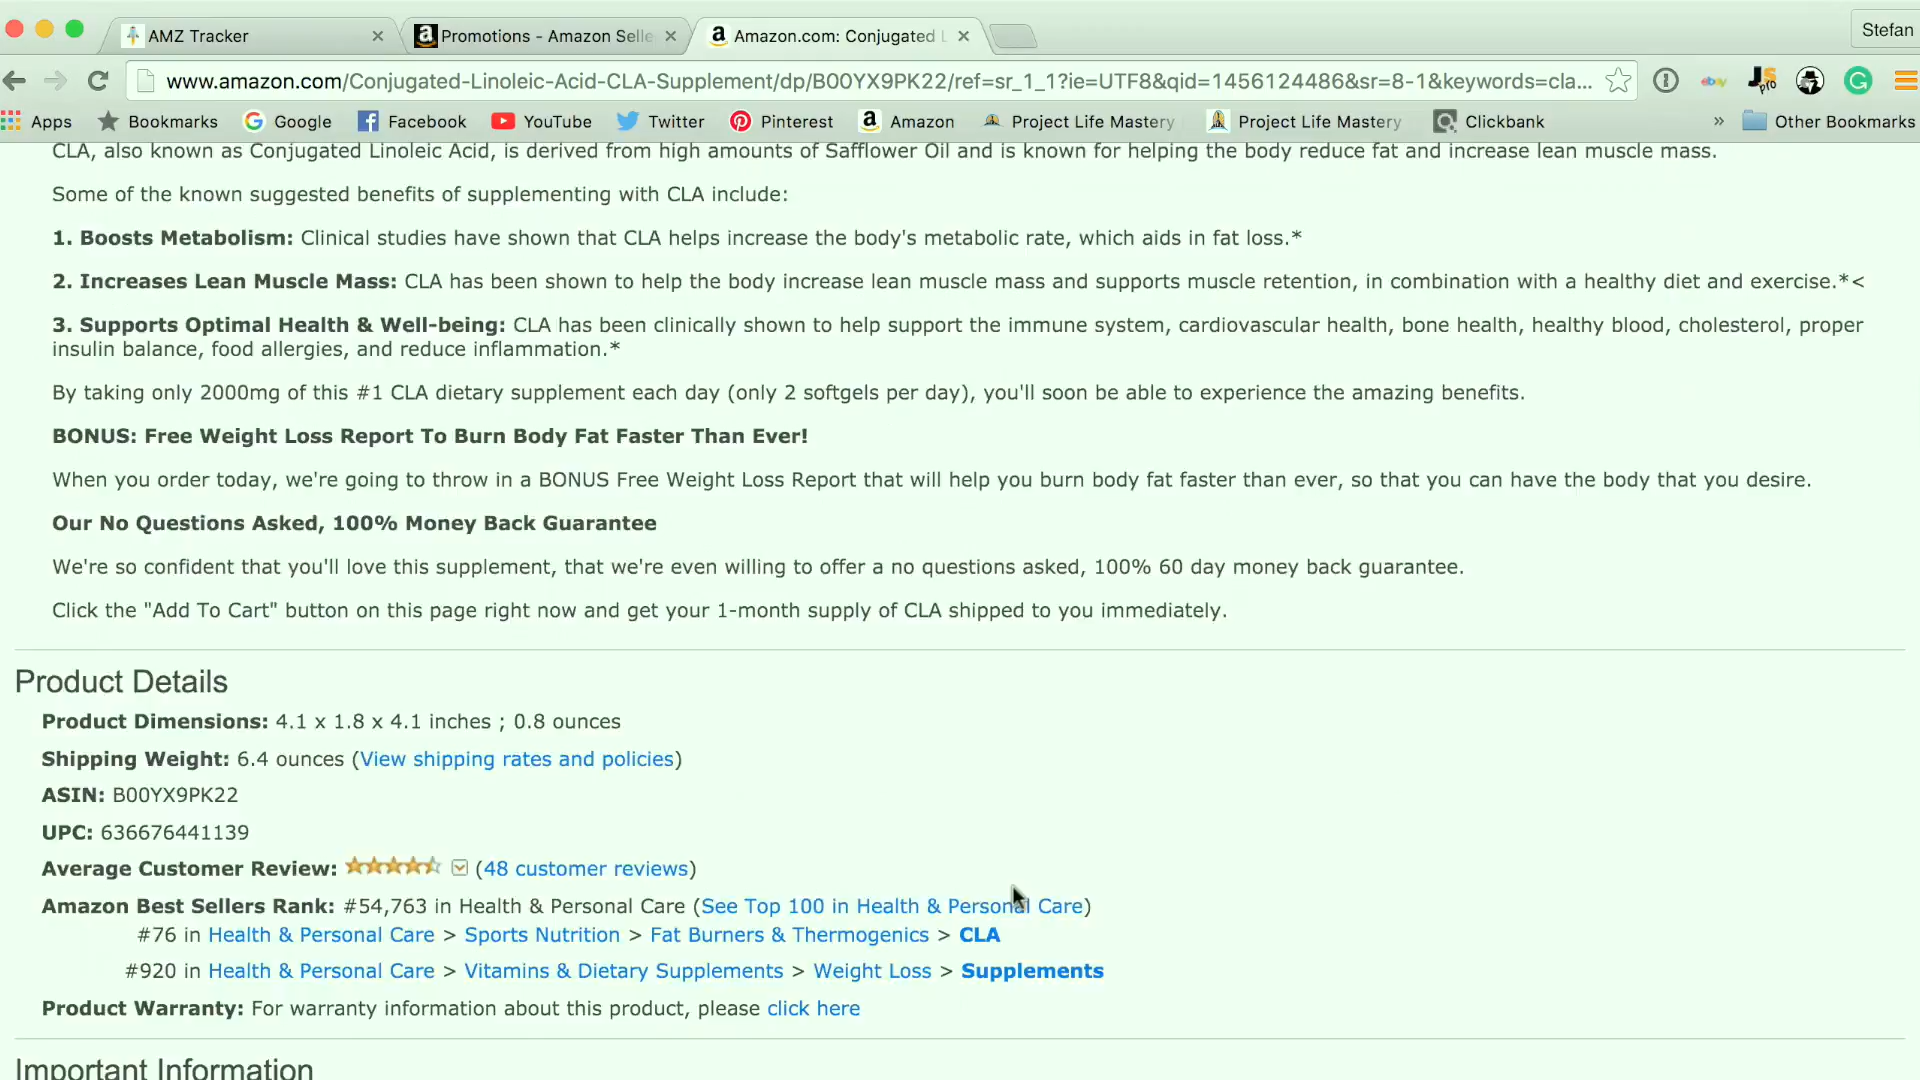 Stefan
AMZ Tracker
Promotions - Amazon Selle
Amazon.com: Conjugated L
www.amazon.com/Conjugated-Linoleic-Acid-CLA-Supplement/dp/B00YX9PK22/ref=sr_1_1?ie=UTF8&qid=1456124486&sr=8-1&keywords=cla...
Apps Bookmarks Google Facebook YouTube Twitter Pinterest Amazon Project Life Mastery Project Life Mastery Clickbank » Other Bookmarks
CLA, also known as Conjugated Linoleic Acid, is derived from high amounts of Safflower Oil and is known for helping the body reduce fat and increase lean muscle mass.
Some of the known suggested benefits of supplementing with CLA include:
1. Boosts Metabolism: Clinical studies have shown that CLA helps increase the body's metabolic rate, which aids in fat loss.*
2. Increases Lean Muscle Mass: CLA has been shown to help the body increase lean muscle mass and supports muscle retention, in combination with a healthy diet and exercise.*<
3. Supports Optimal Health & Well-being: CLA has been clinically shown to help support the immune system, cardiovascular health, bone health, healthy blood, cholesterol, proper
insulin balance, food allergies, and reduce inflammation.*
By taking only 2000mg of this #1 CLA dietary supplement each day (only 2 softgels per day), you'll soon be able to experience the amazing benefits.
BONUS: Free Weight Loss Report To Burn Body Fat Faster Than Ever!
When you order today, we're going to throw in a BONUS Free Weight Loss Report that will help you burn body fat faster than ever, so that you can have the body that you desire.
Our No Questions Asked, 100% Money Back Guarantee
We're so confident that you'll love this supplement, that we're even willing to offer a no questions asked, 100% 60 day money back guarantee.
Click the "Add To Cart" button on this page right now and get your 1-month supply of CLA shipped to you immediately.
Product Details
Product Dimensions: 4.1 x 1.8 x 4.1 inches ; 0.8 ounces
Shipping Weight: 6.4 ounces (View shipping rates and policies)
ASIN: B00YX9PK22
UPC: 636676441139
Average Customer Review: (48 customer reviews)
Amazon Best Sellers Rank: #54,763 in Health & Personal Care (See Top 100 in Health & Personal Care)
#76 in Health & Personal Care > Sports Nutrition > Fat Burners & Thermogenics > CLA
#920 in Health & Personal Care > Vitamins & Dietary Supplements > Weight Loss > Supplements
Product Warranty: For warranty information about this product, please click here
Important Information